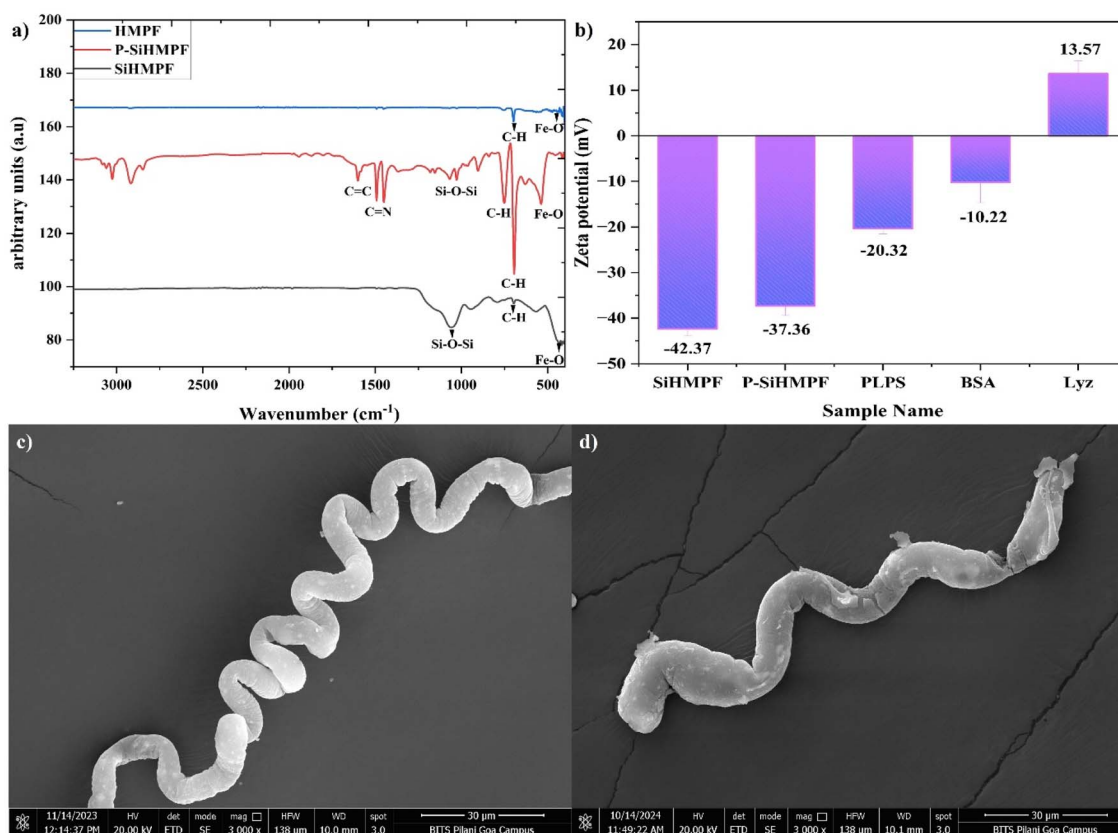 a)
200
180
160
140
120
100
80
arbitrary units (a.u)
HMPF
P-SiHMPF
SiHMPF
C-H
Fe-O
C=C
C=N
Si-O-Si
C-H
C-H
Fe-O
Si-O-Si
C-H
Fe-O
3000 2500 2000 1500 1000 500
Wavenumber (cm⁻¹)
b)
20
10
0
−10
−20
−30
−40
−50
Zeta potential (mV)
13.57
-10.22
-20.32
-37.36
-42.37
SiHMPF P-SiHMPF PLPS BSA Lyz
Sample Name
c)
11/14/2023 HV det mode mag HFW WD spot 30 µm
12:14:37 PM 20.00 kV ETD SE 3 000 x 138 µm 10.0 mm 3.0 BITS Pilani Goa Campus
d)
10/14/2024 HV det mode mag HFW WD spot 30 µm
11:49:22 AM 20.00 kV ETD SE 3 000 x 138 µm 10.1 mm 3.0 BITS Pilani Goa Campus